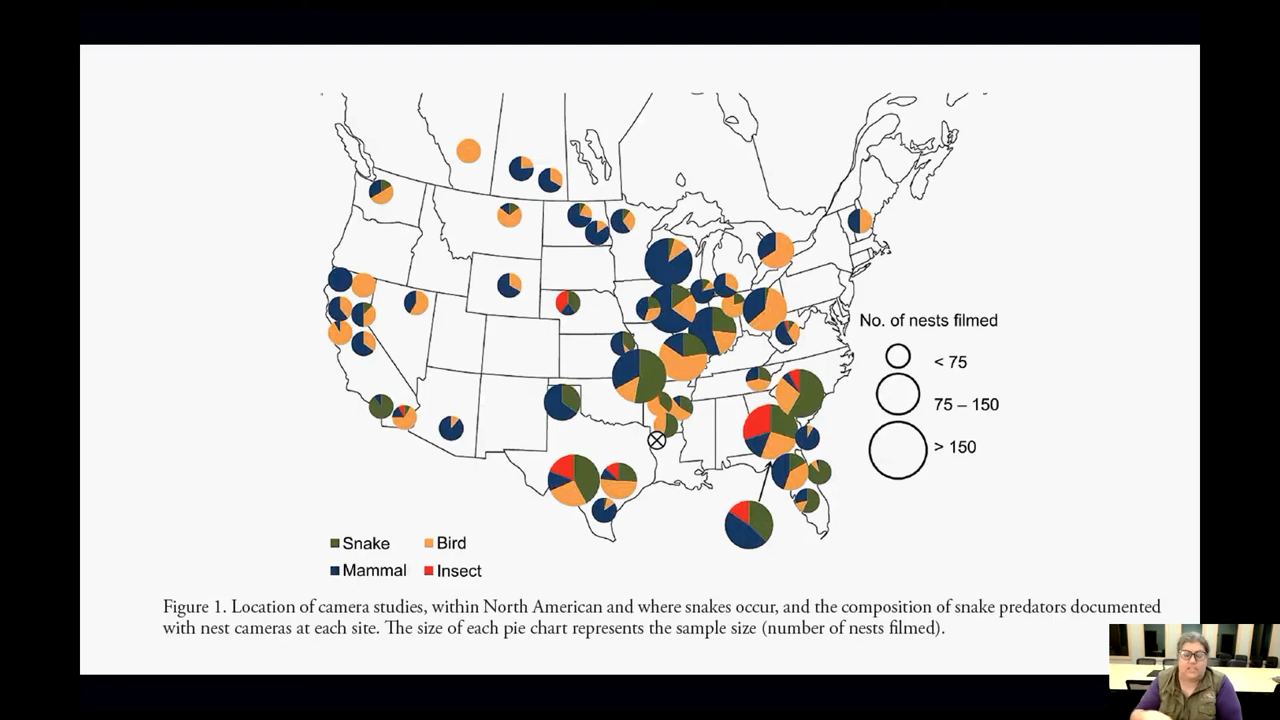 No. of nests filmed
< 75
75 – 150
> 150
Snake Bird
Mammal Insect
Figure 1. Location of camera studies, within North American and where snakes occur, and the composition of snake predators documented
with nest cameras at each site. The size of each pie chart represents the sample size (number of nests filmed).